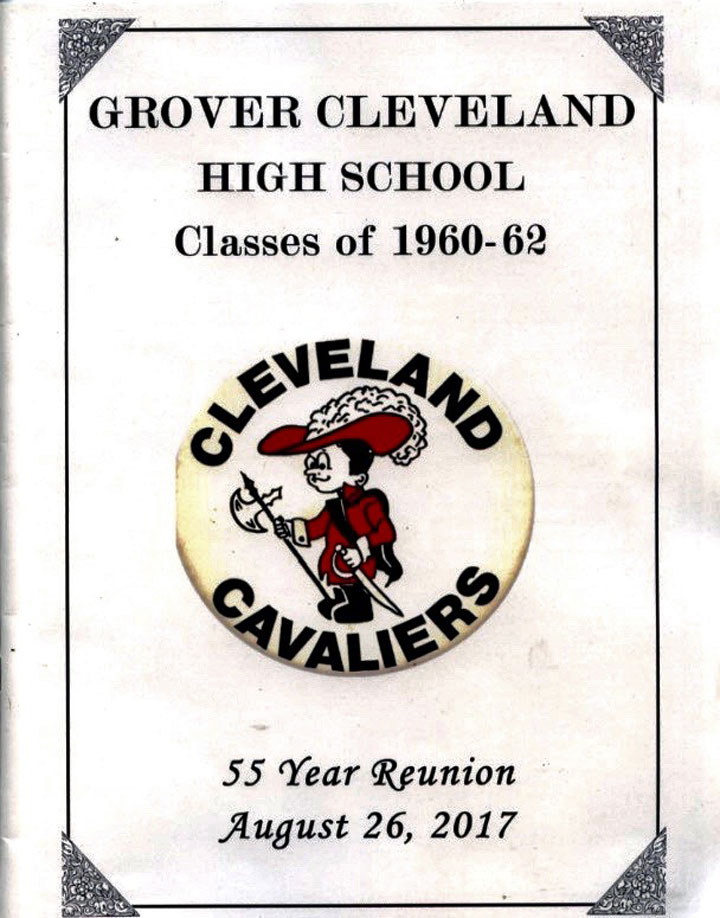 GROVER CLEVELAND
HIGH SCHOOL
Classes of 1960-62
CLEVELAND
CAVALIERS
55 Year Reunion
August 26, 2017